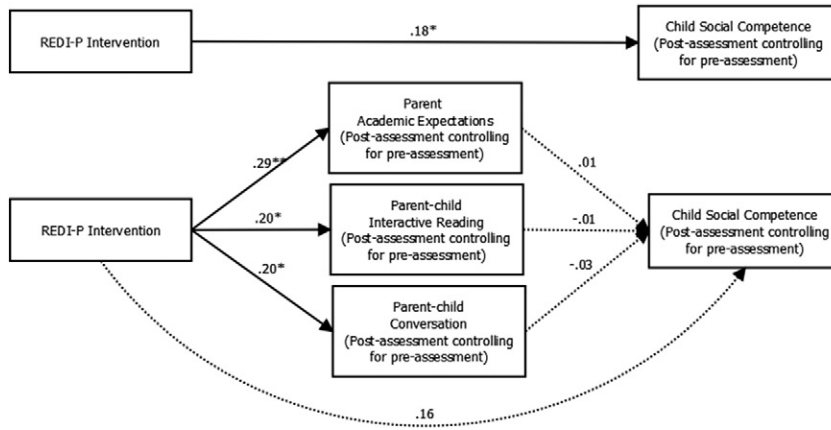 REDI-P Intervention
.18*
Child Social Competence
(Post-assessment controlling
for pre-assessment)
Parent
Academic Expectations
(Post-assessment controlling
for pre-assessment)
.29**
.01
REDI-P Intervention
.20*
Parent-child
Interactive Reading
(Post-assessment controlling
for pre-assessment)
-.01
Child Social Competence
(Post-assessment controlling
for pre-assessment)
.20*
-.03
Parent-child
Conversation
(Post-assessment controlling
for pre-assessment)
.16